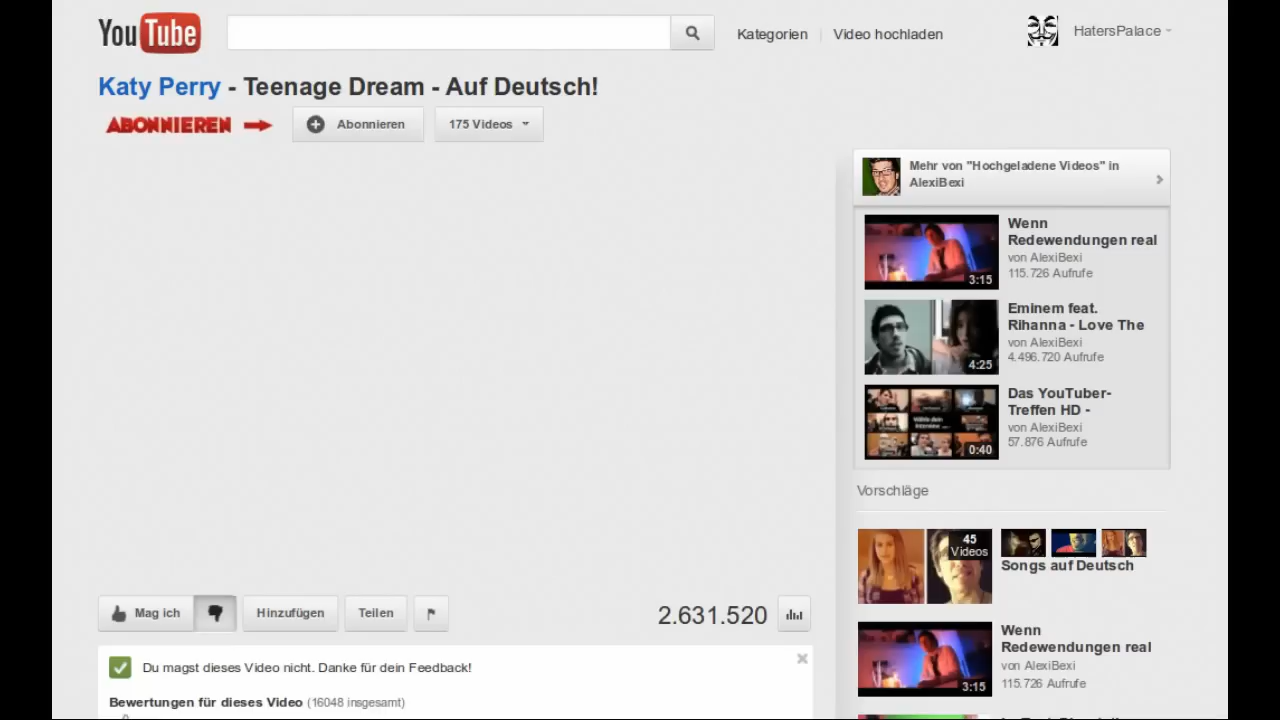 YouTube
Kategorien
Video hochladen
HatersPalace
Katy Perry - Teenage Dream - Auf Deutsch!
ABONNIEREN
Abonnieren
175 Videos
Mehr von "Hochgeladene Videos" in
AlexiBexi
3:15
Wenn
Redewendungen real
von AlexiBexi
115.726 Aufrufe
4:25
Eminem feat.
Rihanna - Love The
von AlexiBexi
4.496.720 Aufrufe
0:40
Das YouTuber-
Treffen HD -
von AlexiBexi
57.876 Aufrufe
Vorschläge
45
Videos
Songs auf Deutsch
3:15
Wenn
Redewendungen real
von AlexiBexi
115.726 Aufrufe
Mag ich
Hinzufügen
Teilen
2.631.520
Du magst dieses Video nicht. Danke für dein Feedback!
Bewertungen für dieses Video (16048 insgesamt)